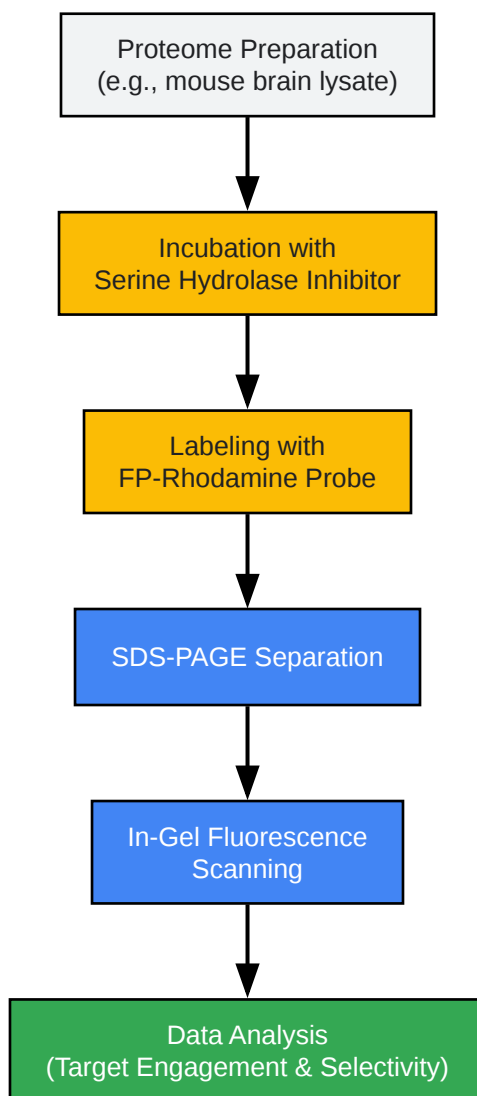 Proteome Preparation
(e.g., mouse brain lysate)
Incubation with
Serine Hydrolase Inhibitor
Labeling with
FP-Rhodamine Probe
SDS-PAGE Separation
In-Gel Fluorescence
Scanning
Data Analysis
(Target Engagement & Selectivity)